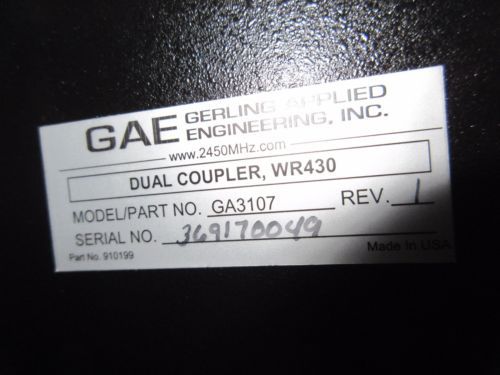 GAE GERLING APPLIED
ENGINEERING, INC.
www.2450MHz.com
DUAL COUPLER, WR430
MODEL/PART NO. GA3107 REV. 1
SERIAL NO. 369170049
Part No. 910199 Made In USA